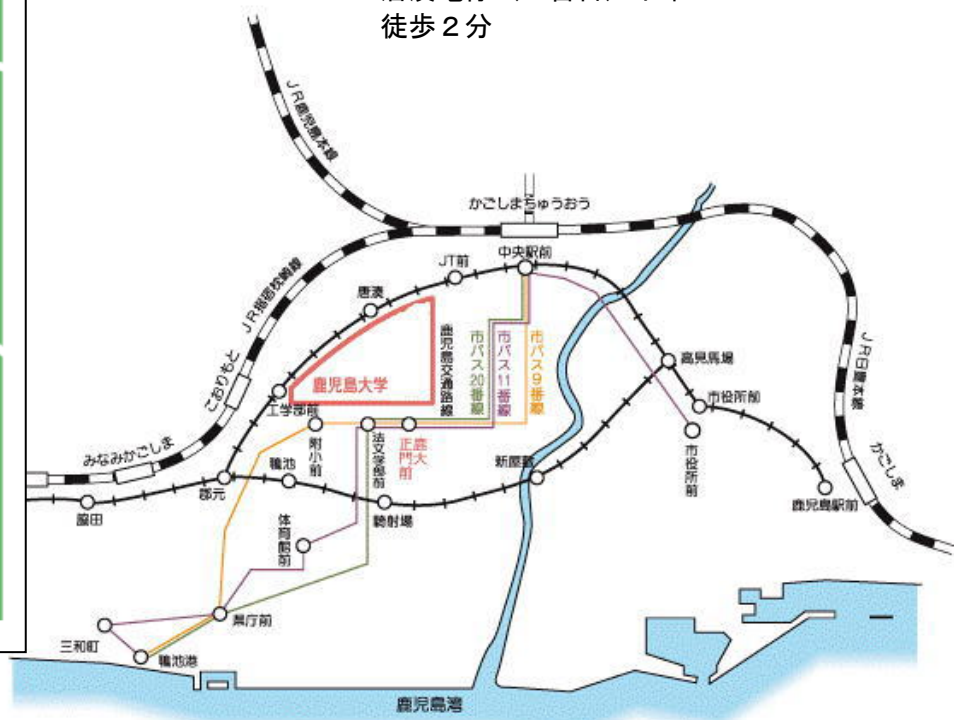 徒歩２分
ＪＲ鹿児島本線
かごしまちゅうおう
中央駅前
JT前
唐湊
ＪＲ指宿枕崎線
こおりもと
鹿児島大学
鹿児島交通路線
市バス20番線
市バス11番線
市バス9番線
高見馬場
ＪＲ日豊本線
市役所前
工学部前
附小前
法文学部前
鹿大
正門前
市役所前
みなみかごしま
鴨池
新屋敷
かごしま
郡元
脇田
騎射場
鹿児島駅前
体育館前
県庁前
三和町
鴨池港
鹿児島湾